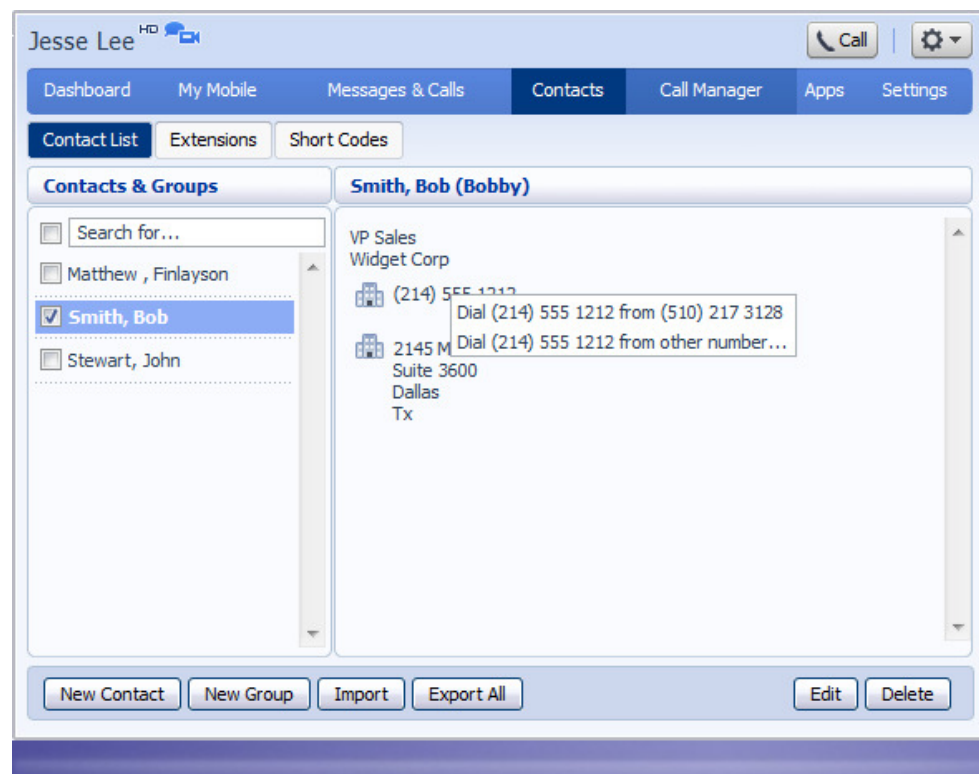 Jesse Lee HD
Call
Dashboard My Mobile Messages & Calls Contacts Call Manager Apps Settings
Contact List Extensions Short Codes
Contacts & Groups
Search for...
Matthew , Finlayson
Smith, Bob
Stewart, John
Smith, Bob (Bobby)
VP Sales
Widget Corp
(214) 555 1212
Dial (214) 555 1212 from (510) 217 3128
Dial (214) 555 1212 from other number...
2145 M
Suite 3600
Dallas
Tx
New Contact New Group Import Export All Edit Delete